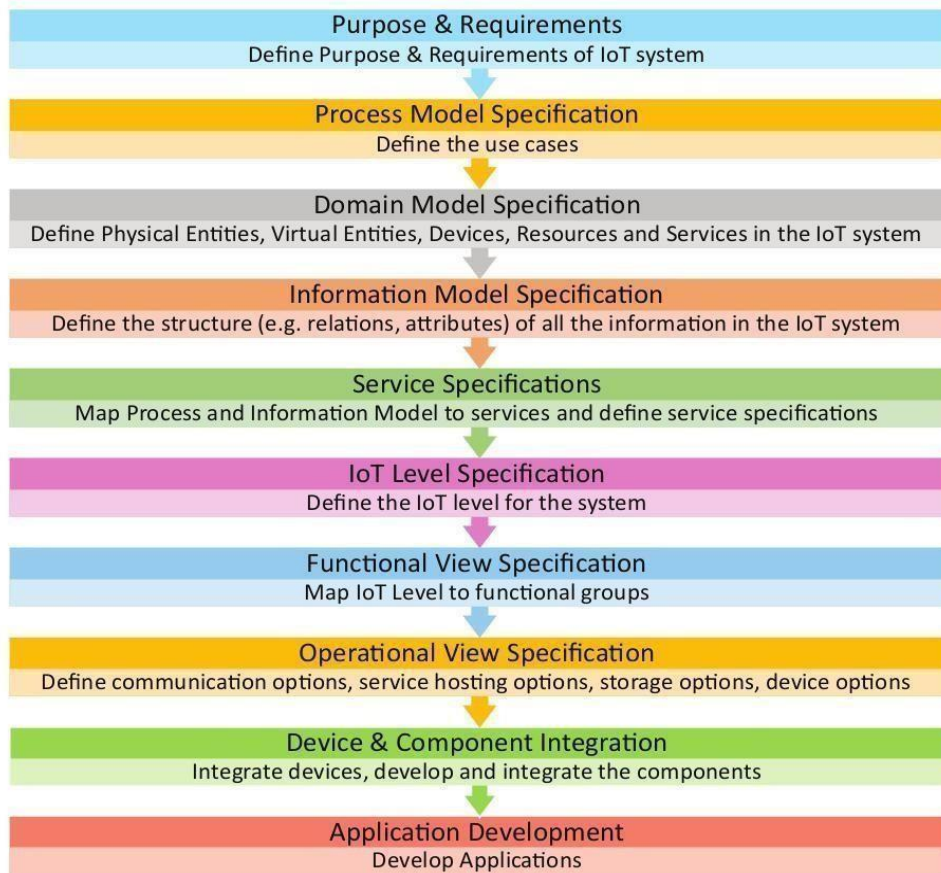 Purpose & Requirements
Define Purpose & Requirements of IoT system
Process Model Specification
Define the use cases
Domain Model Specification
Define Physical Entities, Virtual Entities, Devices, Resources and Services in the IoT system
Information Model Specification
Define the structure (e.g. relations, attributes) of all the information in the IoT system
Service Specifications
Map Process and Information Model to services and define service specifications
IoT Level Specification
Define the IoT level for the system
Functional View Specification
Map IoT Level to functional groups
Operational View Specification
Define communication options, service hosting options, storage options, device options
Device & Component Integration
Integrate devices, develop and integrate the components
Application Development
Develop Applications